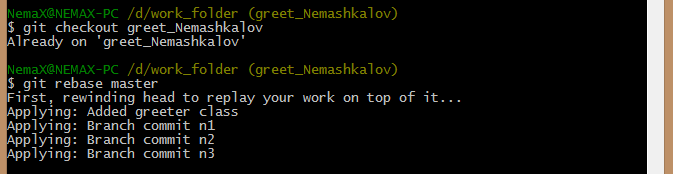 NemaX@NEMAX-PC /d/work_folder (greet_Nemashkalov)
$ git checkout greet_Nemashkalov
Already on 'greet_Nemashkalov'
NemaX@NEMAX-PC /d/work_folder (greet_Nemashkalov)
$ git rebase master
First, rewinding head to replay your work on top of it...
Applying: Added greeter class
Applying: Branch commit n1
Applying: Branch commit n2
Applying: Branch commit n3